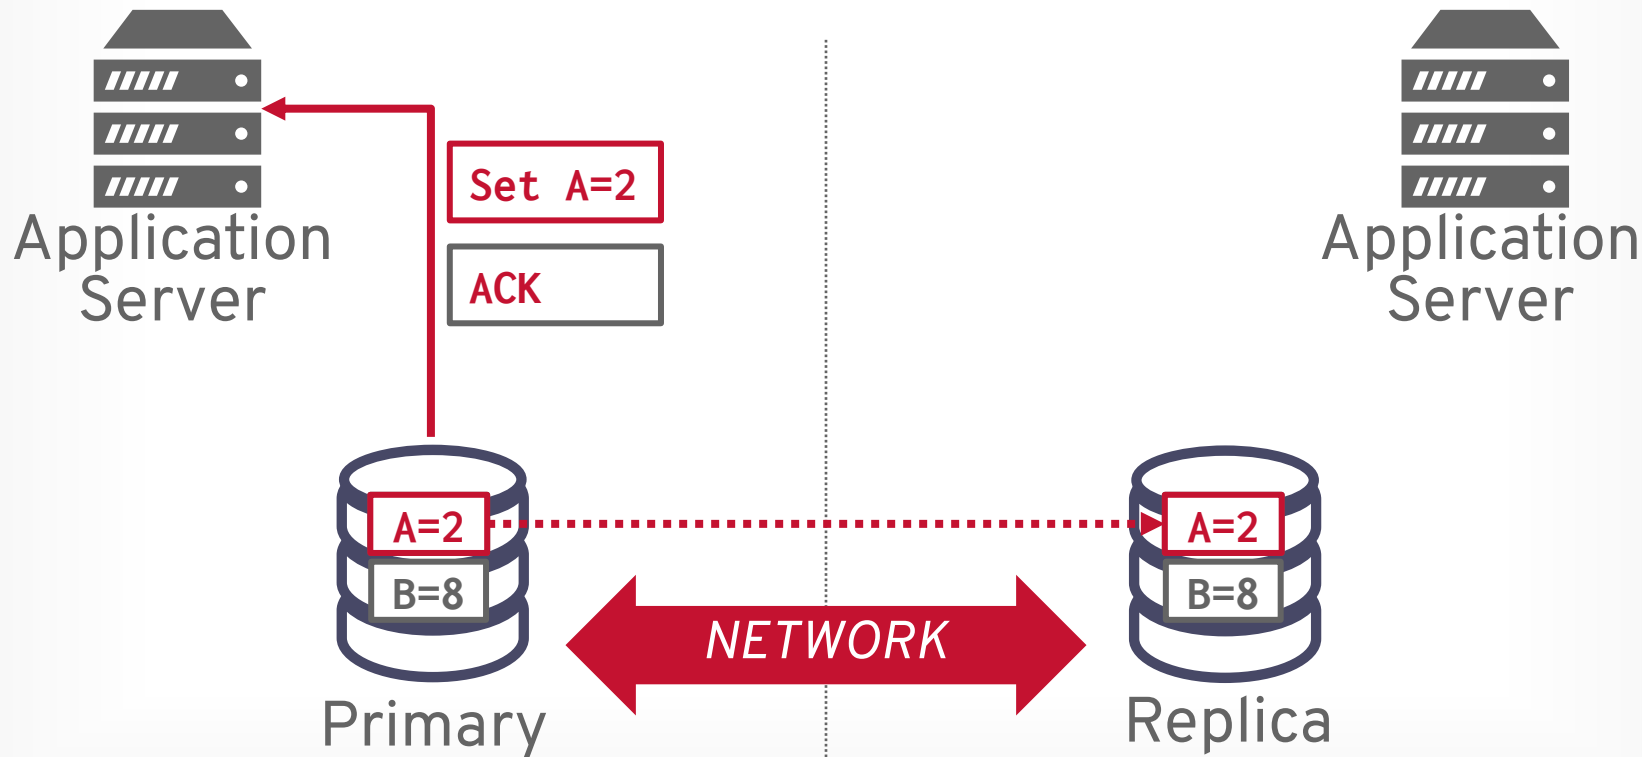 Set A=2
ACK
Application
Server
Application
Server
A=2
A=2
B=8
B=8
NETWORK
Primary
Replica